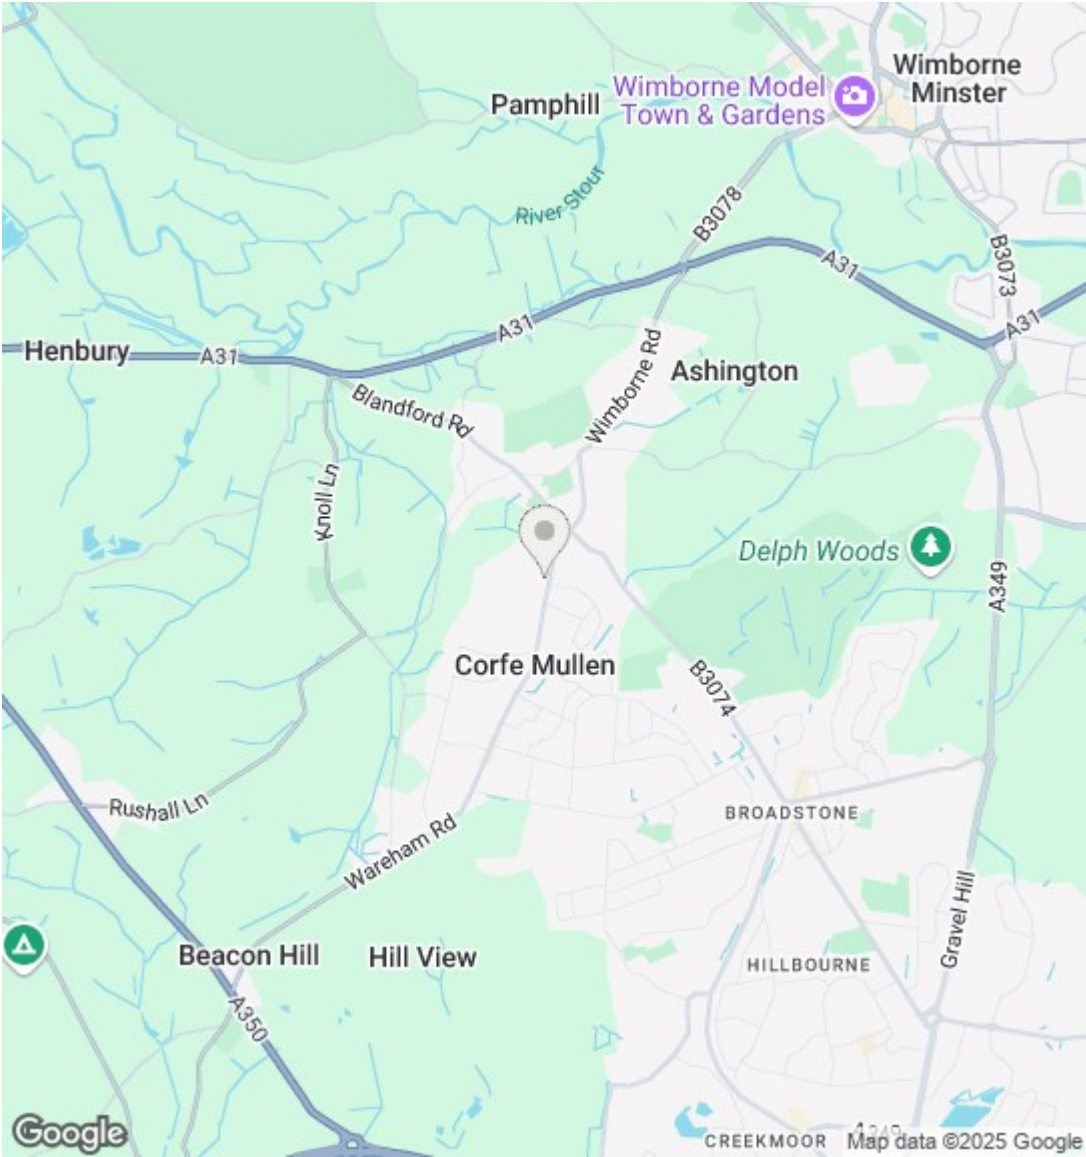 Wimborne
Minster
Wimborne Model
Town & Gardens
Pamphill
River Stour
B3078
B3073
A31
A31
A31
A31
Henbury
Ashington
Wimborne Rd
Blandford Rd
Knoll Ln
Delph Woods
A349
Corfe Mullen
B3074
Rushall Ln
BROADSTONE
Wareham Rd
Gravel Hill
Beacon Hill
Hill View
HILLBOURNE
A350
Google
CREEKMOOR
A349
Map data ©2025 Google